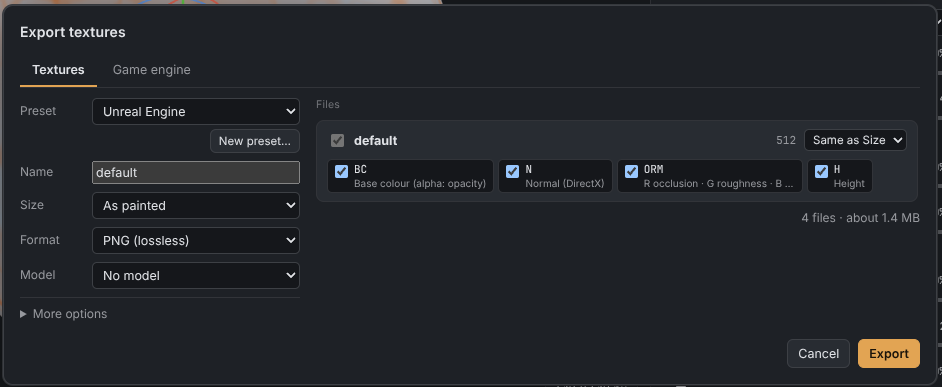 Export textures
Textures
Game engine
Preset
Unreal Engine
New preset...
Name
default
Size
As painted
Format
PNG (lossless)
Model
No model
More options
Files
default
512
Same as Size
BC
Base colour (alpha: opacity)
N
Normal (DirectX)
ORM
R occlusion · G roughness · B ...
H
Height
4 files · about 1.4 MB
Cancel
Export